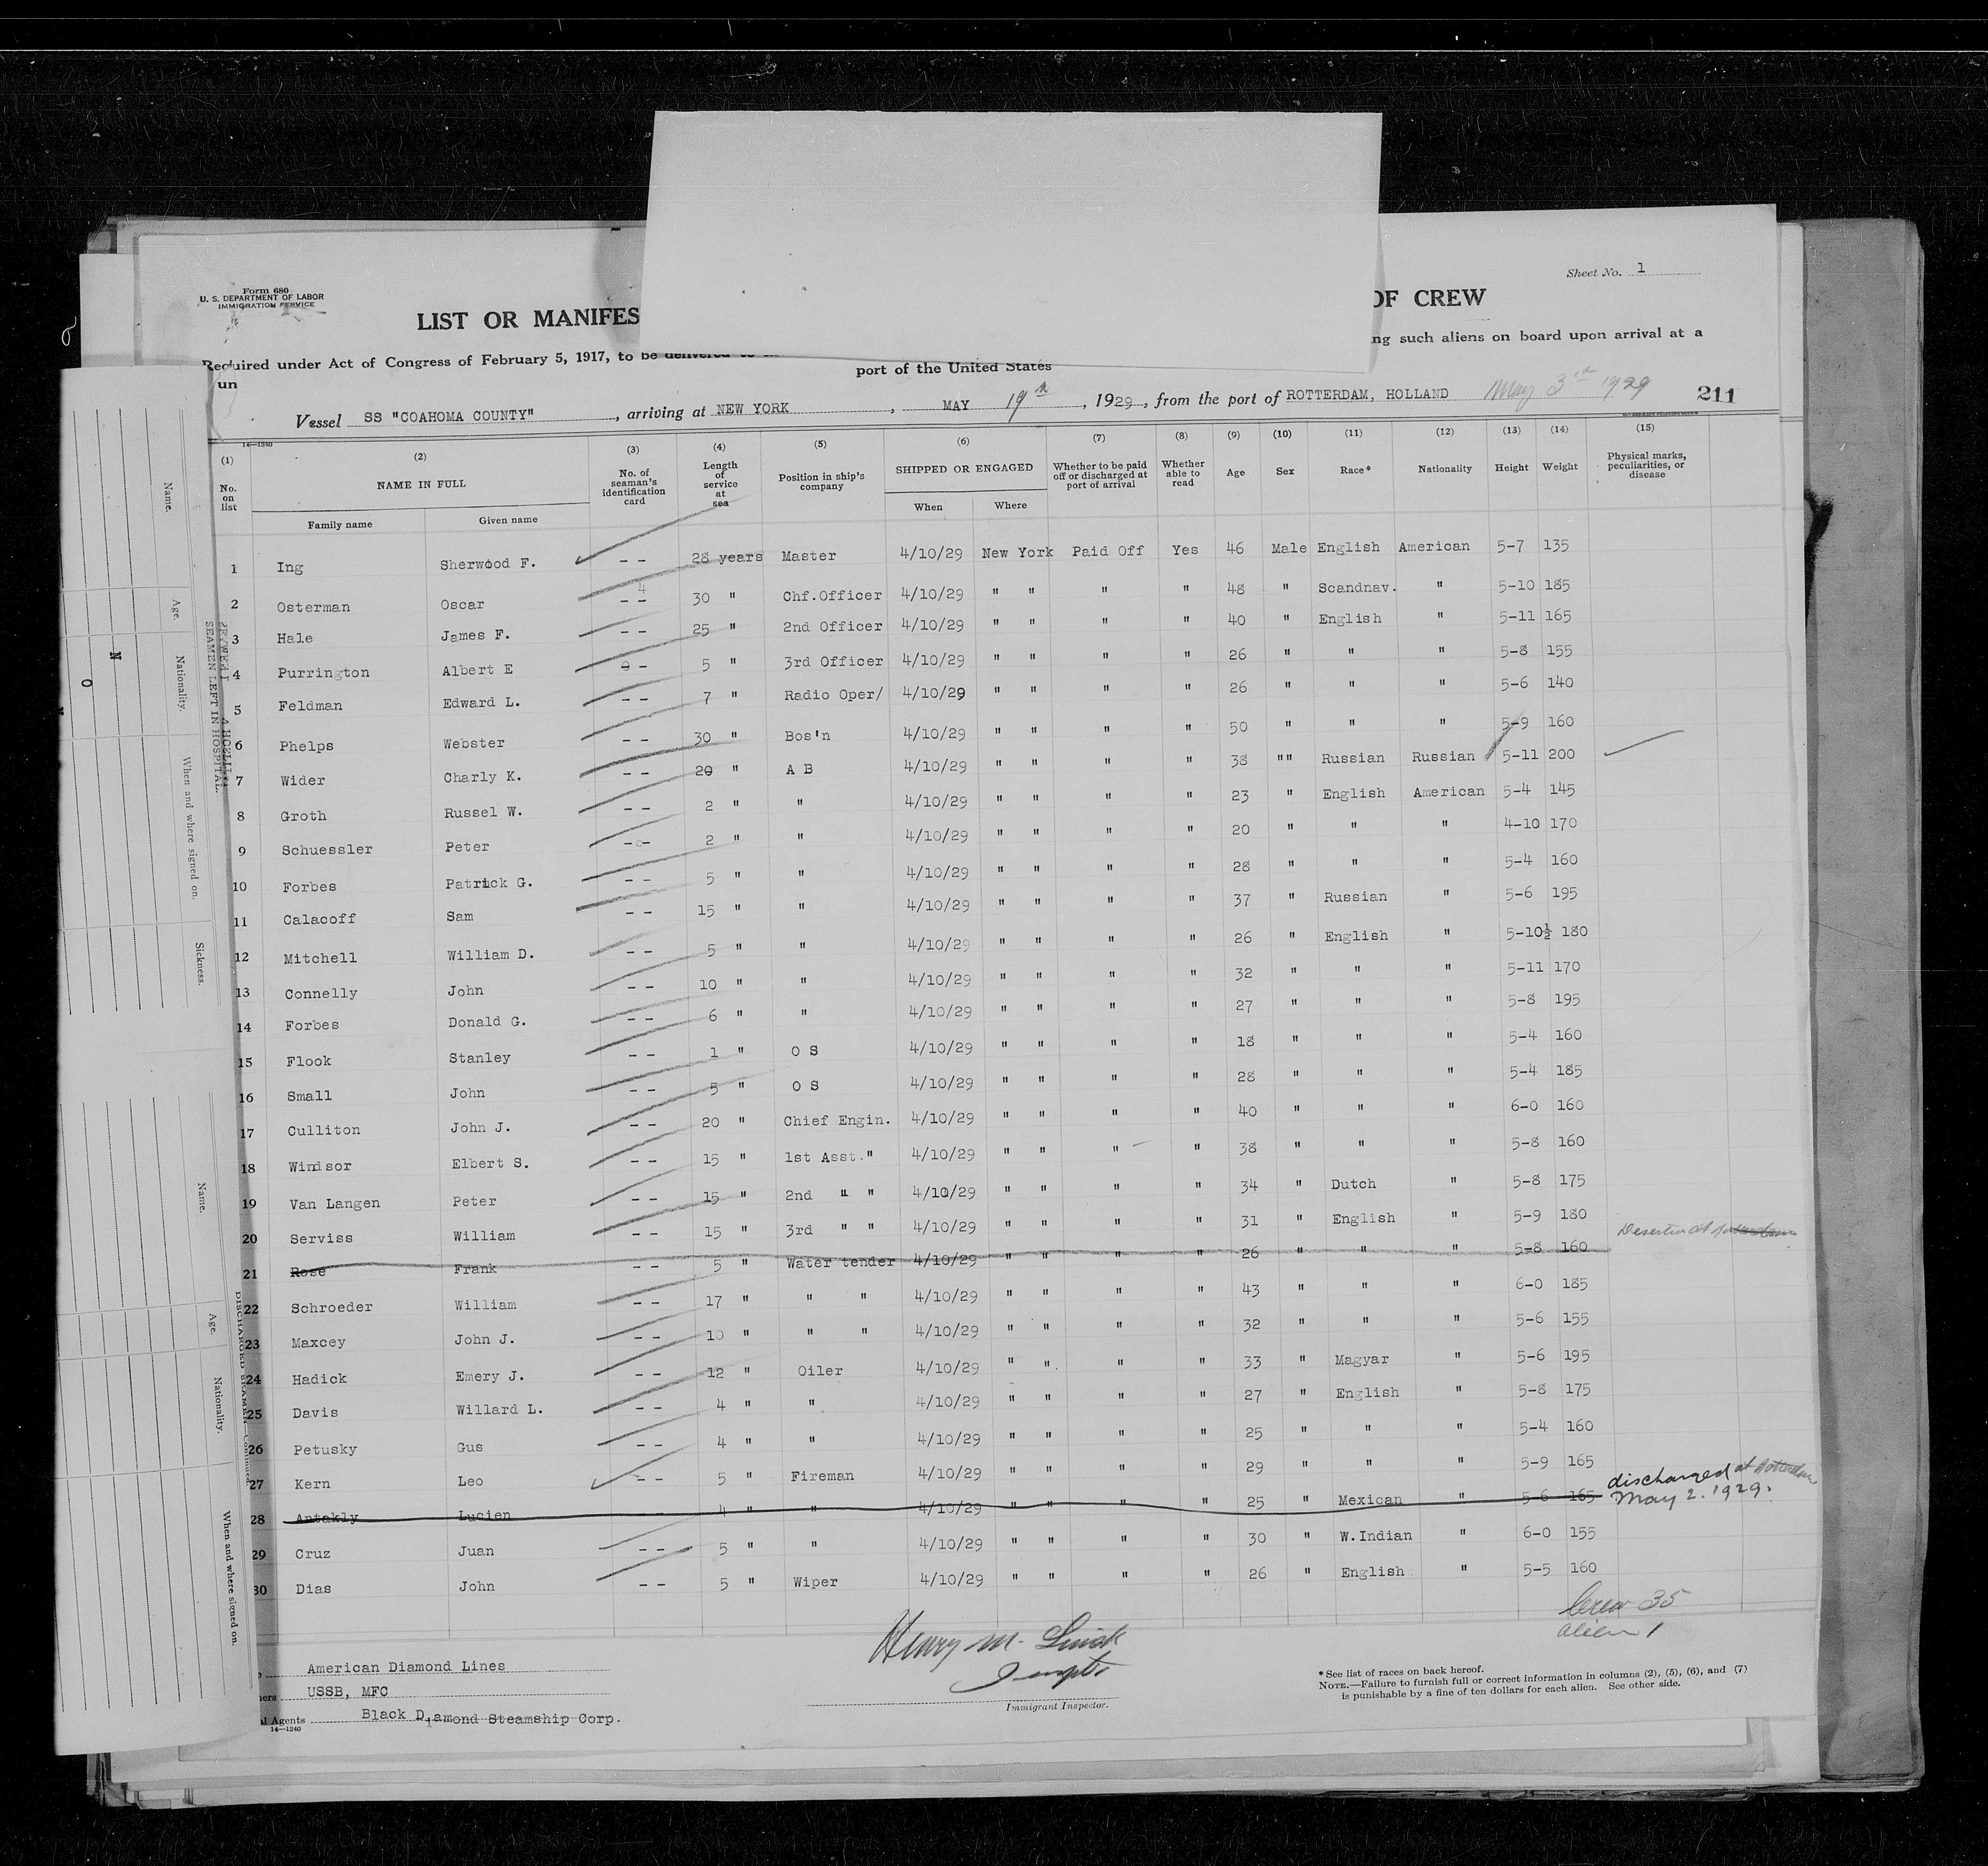 Sheet No. 1
Form 680
U. S. DEPARTMENT OF LABOR
IMMIGRATION SERVICE
LIST OR MANIFES OF CREW
Required under Act of Congress of February 5, 1917, to be delivered to ng such aliens on board upon arrival at a
port of the United States
un
Vessel SS "COAHOMA COUNTY", arriving at NEW YORK, MAY 19th, 1929, from the port of ROTTERDAM, HOLLAND May 3rd 1929 211
14—1240
(1) (2) (3) (4) (5) (6) (7) (8) (9) (10) (11) (12) (13) (14) (15)
No. on list NAME IN FULL No. of seaman's identification card Length of service at sea Position in ship's company SHIPPED OR ENGAGED Whether to be paid off or discharged at port of arrival Whether able to read Age Sex Race* Nationality Height Weight Physical marks, peculiarities, or disease
Family name Given name When Where
1 Ing Sherwood F. -- 28 years Master 4/10/29 New York Paid Off Yes 46 Male English American 5-7 135
2 Osterman Oscar -- 4 30 " Chf.Officer 4/10/29 " " " " 48 " Scandnav. " 5-10 185
3 Hale James F. -- 25 " 2nd Officer 4/10/29 " " " " 40 " English " 5-11 165
4 Purrington Albert E -- 5 " 3rd Officer 4/10/29 " " " " 26 " " " 5-8 155
5 Feldman Edward L. -- 7 " Radio Oper/ 4/10/29 " " " " 26 " " " 5-6 140
6 Phelps Webster -- 30 " Bos'n 4/10/29 " " " " 50 " " " 5-9 160
7 Wider Charly K. -- 20 " A B 4/10/29 " " " " 38 "" Russian Russian 5-11 200
8 Groth Russel W. -- 2 " " 4/10/29 " " " " 23 " English American 5-4 145
9 Schuessler Peter -- 2 " " 4/10/29 " " " " 20 " " " 4-10 170
10 Forbes Patrick G. -- 5 " " 4/10/29 " " " " 28 " " " 5-4 160
11 Calacoff Sam -- 15 " " 4/10/29 " " " " 37 " Russian " 5-6 195
12 Mitchell William D. -- 5 " " 4/10/29 " " " " 26 " English " 5-10½ 180
13 Connelly John -- 10 " " 4/10/29 " " " " 32 " " " 5-11 170
14 Forbes Donald G. -- 6 " " 4/10/29 " " " " 27 " " " 5-8 195
15 Flook Stanley -- 1 " O S 4/10/29 " " " " 18 " " " 5-4 160
16 Small John -- 5 " O S 4/10/29 " " " " 28 " " " 5-4 185
17 Culliton John J. -- 20 " Chief Engin. 4/10/29 " " " " 40 " " " 6-0 160
18 Windsor Elbert S. -- 15 " 1st Asst." 4/10/29 " " " " 38 " " " 5-8 160
19 Van Langen Peter -- 15 " 2nd " " 4/10/29 " " " " 34 " Dutch " 5-8 175
20 Serviss William -- 15 " 3rd " " 4/10/29 " " " " 31 " English " 5-9 180
21 Rose Frank -- 5 " Water tender 4/10/29 " " " " 26 " " " 5-8 160 at Rotterdam
22 Schroeder William -- 17 " " " 4/10/29 " " " " 43 " " " 6-0 185
23 Maxcey John J. -- 10 " " " 4/10/29 " " " " 32 " " " 5-6 155
24 Hadick Emery J. -- 12 " Oiler 4/10/29 " " " " 33 " Magyar " 5-6 195
25 Davis Willard L. -- 4 " " 4/10/29 " " " " 27 " English " 5-8 175
26 Petusky Gus -- 4 " " 4/10/29 " " " " 25 " " " 5-4 160
27 Kern Leo -- 5 " Fireman 4/10/29 " " " " 29 " " " 5-9 165
28 Antakly Lucien 4 " " 4/10/29 " " " " 25 " Mexican " 5-6 165 discharged at Rotterdam May 2. 1929.
29 Cruz Juan -- 5 " " 4/10/29 " " " " 30 " W.Indian " 6-0 155
30 Dias John -- 5 " Wiper 4/10/29 " " " " 26 " English " 5-5 160
Crew 35
alien 1
Henry M.
Immigrant Inspector.
American Diamond Lines
ners USSB, MFC
l Agents Black Diamond Steamship Corp.
14—1240
*See list of races on back hereof.
NOTE.—Failure to furnish full or correct information in columns (2), (5), (6), and (7)
is punishable by a fine of ten dollars for each alien. See other side.
Name.
Age.
Nationality.
When and where signed on.
Sickness.
SEAMEN LEFT IN HOSPITAL.
Name.
Age.
Nationality.
When and where signed on.
DISCHARGED SEAMEN—Continued